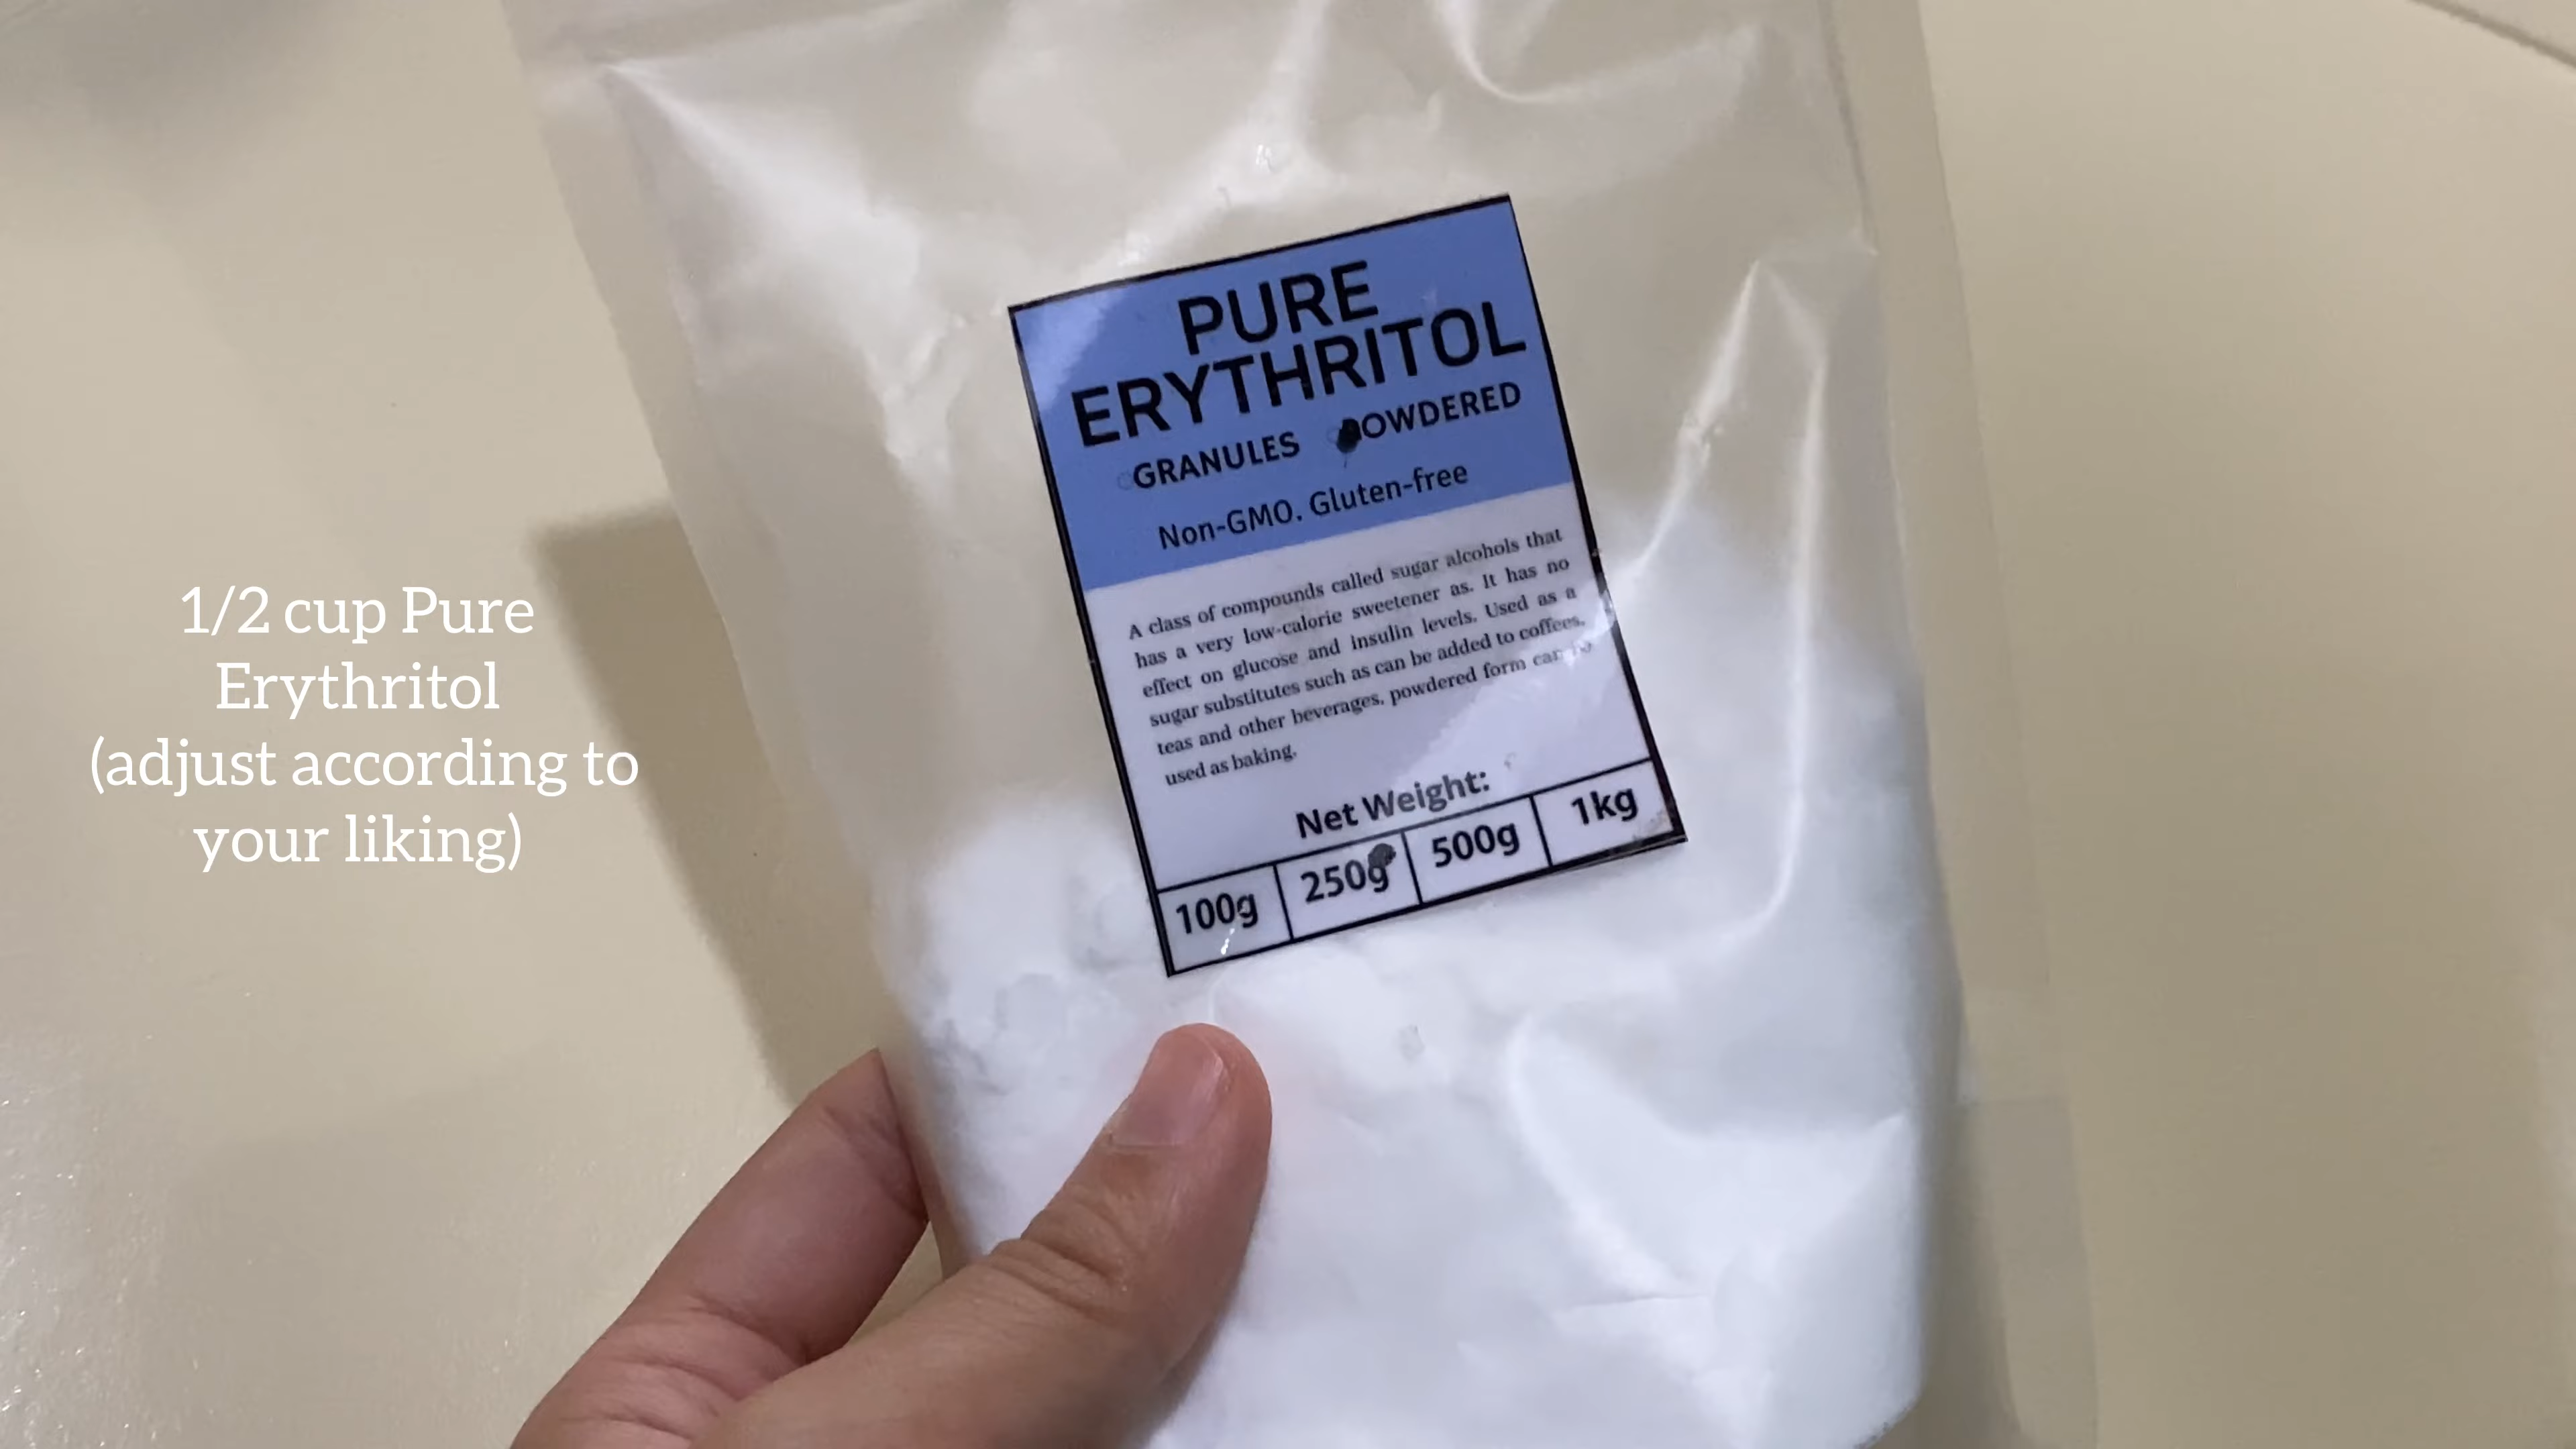 1/2 cup Pure
Erythritol
(adjust according to
your liking)
PURE
ERYTHRITOL
GRANULES POWDERED
Non-GMO. Gluten-free
A class of compounds called sugar alcohols that
has a very low-calorie sweetener as. It has no
effect on glucose and insulin levels. Used as a
sugar substitutes such as can be added to coffees,
teas and other beverages, powdered form can be
used as baking.
Net Weight:
100g 250g 500g 1kg